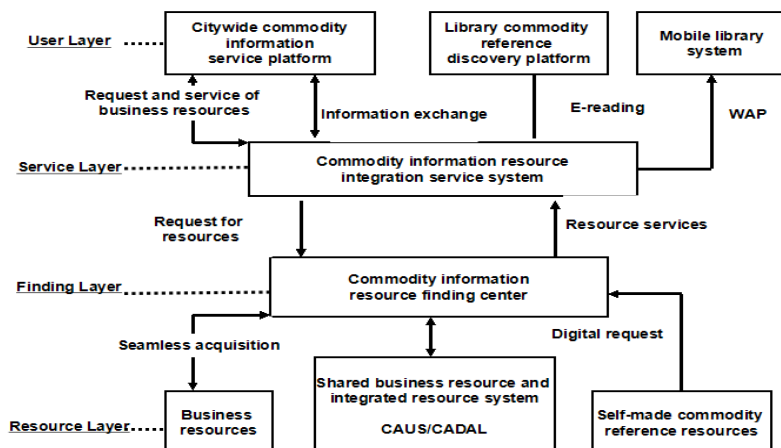 User Layer
Citywide commodity
information
service platform
Library commodity
reference
discovery platform
Mobile library
system
Request and service of
business resources
Information exchange
E-reading
WAP
Service Layer
Commodity information resource
integration service system
Request for
resources
Resource services
Finding Layer
Commodity information
resource finding center
Seamless acquisition
Digital request
Resource Layer
Business
resources
Shared business resource and
integrated resource system
CAUS/CADAL
Self-made commodity
reference resources